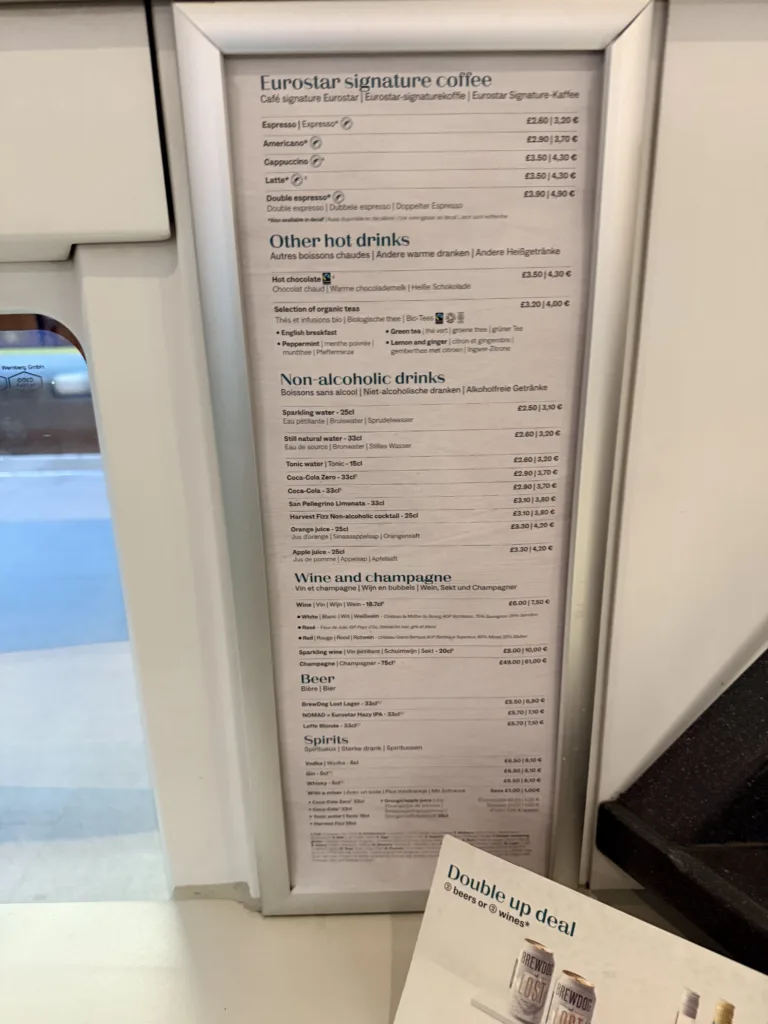 Eurostar signature coffee
Café signature Eurostar | Eurostar-signaturekoffie | Eurostar Signature-Kaffee
Espresso | Espresso* £2.60 | 3,20 €
Americano* £2.90 | 3,70 €
Cappuccino £3.50 | 4,30 €
Latte* £3.50 | 4,30 €
Double espresso* £3.90 | 4,90 €
Double expresso | Dubbele espresso | Doppelter Espresso
*Also available in decaf
Other hot drinks
Autres boissons chaudes | Andere warme dranken | Andere Heißgetränke
Hot chocolate £3.50 | 4,30 €
Chocolat chaud | Warme chocolademelk | Heiße Schokolade
Selection of organic teas £3.20 | 4,00 €
Thés et infusions bio | Biologische thee | Bio-Tees
• English breakfast • Green tea | thé vert | groene thee | grüner Tee
• Peppermint | menthe poivrée | • Lemon and ginger | citron et gingembre |
muntthee | Pfefferminze gemberthee met citroen | Ingwer-Zitrone
Non-alcoholic drinks
Boissons sans alcool | Niet-alcoholische dranken | Alkoholfreie Getränke
Sparkling water - 25cl £2.50 | 3,10 €
Eau pétillante | Bruiswater | Sprudelwasser
Still natural water - 33cl £2.60 | 3,20 €
Eau de source | Bronwater | Stilles Wasser
Tonic water | Tonic - 15cl £2.60 | 3,20 €
Coca-Cola Zero - 33cl £2.90 | 3,70 €
Coca-Cola - 33cl £2.90 | 3,70 €
San Pellegrino Limonata - 33cl £3.10 | 3,80 €
Harvest Fizz Non-alcoholic cocktail - 25cl £3.10 | 3,80 €
Orange juice - 25cl £3.30 | 4,20 €
Jus d'orange | Sinaasappelsap | Orangensaft
Apple juice - 25cl £3.30 | 4,20 €
Jus de pomme | Appelsap | Apfelsaft
Wine and champagne
Vin et champagne | Wijn en bubbels | Wein, Sekt und Champagner
Wine | Vin | Wijn | Wein - 18.7cl £6.00 | 7,50 €
• White | Blanc | Wit | Weißwein
• Rosé
• Red | Rouge | Rood | Rotwein
Sparkling wine | Vin pétillant | Schuimwijn | Sekt - 20cl £8.00 | 10,00 €
Champagne | Champagner - 75cl £49.00 | 61,00 €
Beer
Bière | Bier
BrewDog Lost Lager - 33cl £5.50 | 6,90 €
NOMAD x Eurostar Hazy IPA - 33cl £5.70 | 7,10 €
Leffe Blonde - 33cl £5.70 | 7,10 €
Spirits
Spiritueux | Sterke drank | Spirituosen
Vodka | Wodka - 5cl £6.50 | 8,10 €
Gin - 5cl £6.50 | 8,10 €
Whisky - 5cl £6.50 | 8,10 €
With a mixer
Double up deal
② beers or ② wines*
BREWDOG
LOST
BREWDOG
LOST